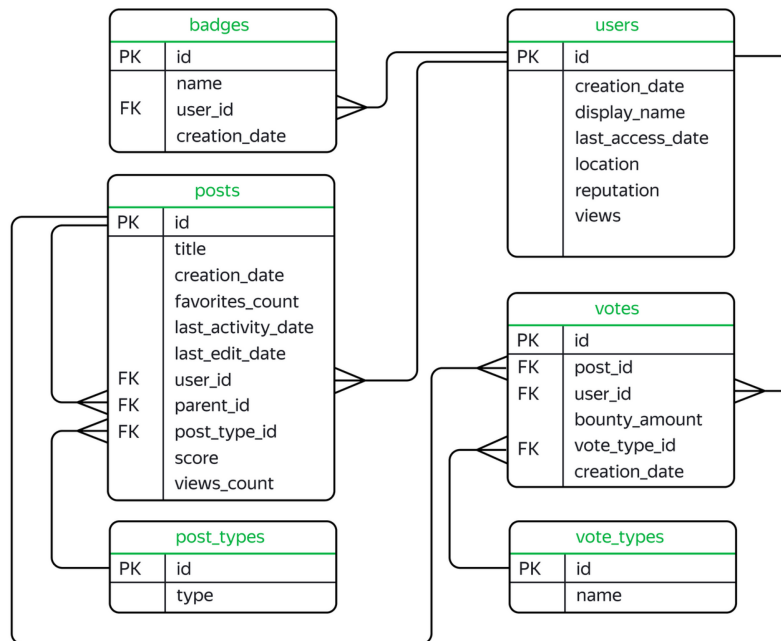 badges
PK id
name
FK user_id
creation_date
users
PK id
creation_date
display_name
last_access_date
location
reputation
views
posts
PK id
title
creation_date
favorites_count
last_activity_date
last_edit_date
FK user_id
FK parent_id
FK post_type_id
score
views_count
votes
PK id
FK post_id
FK user_id
bounty_amount
FK vote_type_id
creation_date
post_types
PK id
type
vote_types
PK id
name